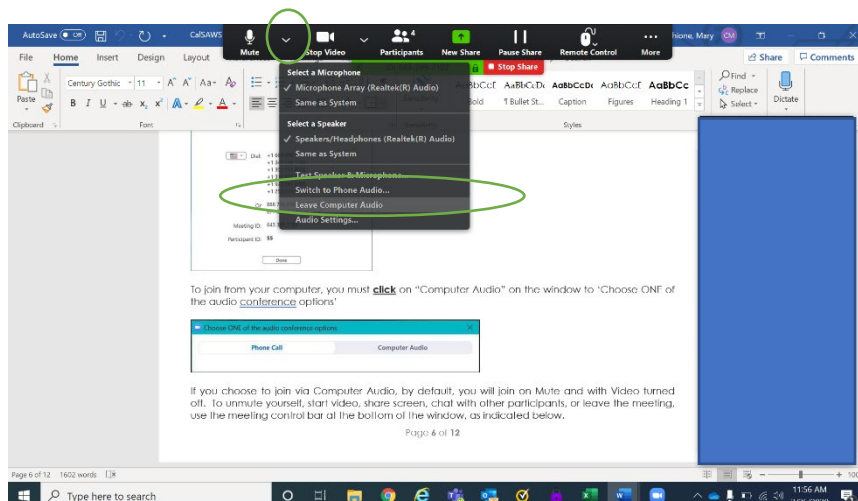 AutoSave
CalSAWS
Mute
Stop Video
Participants
4
New Share
Pause Share
Remote Control
More
Mary
CM
Stop Share
File
Home
Insert
Design
Layout
Share
Comments
Paste
Clipboard
Century Gothic
11
Font
Caption
Figures
Heading 1
Styles
Find
Replace
Select
Dictate
Select a Microphone
✓ Microphone Array (Realtek(R) Audio)
Same as System
Select a Speaker
✓ Speakers/Headphones (Realtek(R) Audio)
Same as System
Test Speaker & Microphone...
Switch to Phone Audio...
Leave Computer Audio
Audio Settings...
Dial:
Or
Meeting ID:
Participant ID:
Done
To join from your computer, you must click on "Computer Audio" on the window to 'Choose ONE of
the audio conference options'
Choose ONE of the audio conference options
Phone Call
Computer Audio
If you choose to join via Computer Audio, by default, you will join on Mute and with Video turned
off. To unmute yourself, start video, share screen, chat with other participants, or leave the meeting,
use the meeting control bar at the bottom of the window, as indicated below.
Page 6 of 12
Page 6 of 12
1602 words
Type here to search
11:56 AM